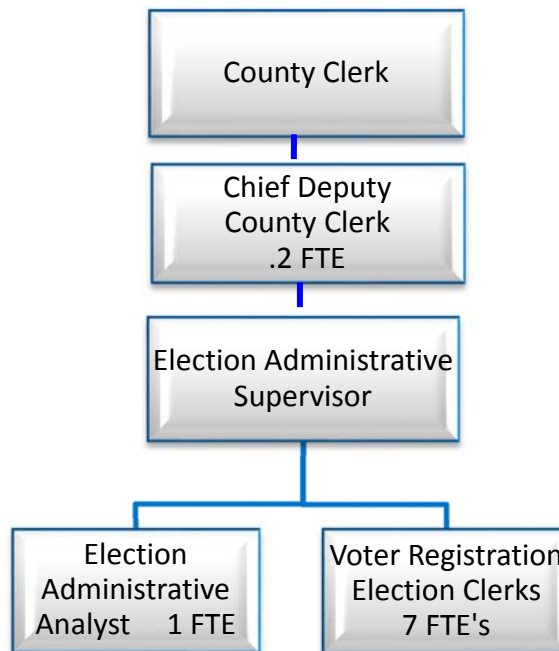 County Clerk
Chief Deputy
County Clerk
.2 FTE
Election Administrative
Supervisor
Election
Administrative
Analyst 1 FTE
Voter Registration
Election Clerks
7 FTE's